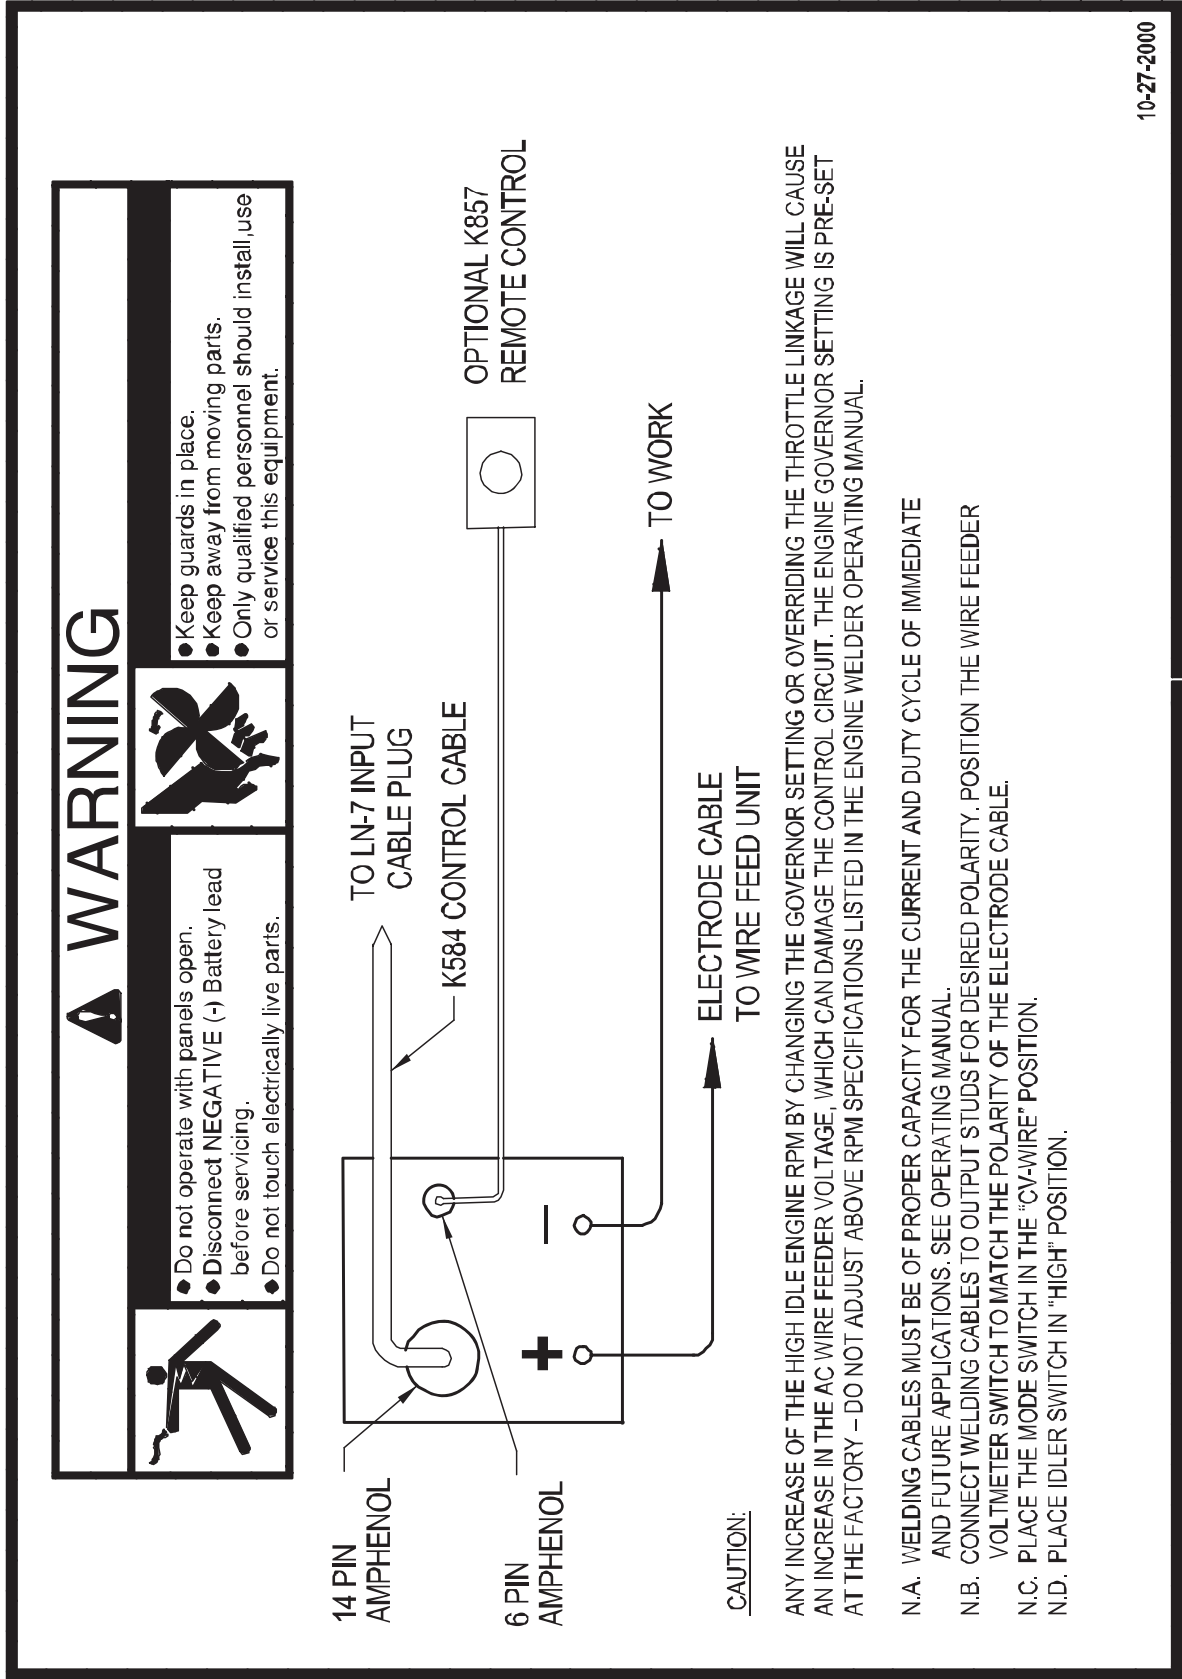 WARNING
●Do not operate with panels open.
●Disconnect NEGATIVE (-) Battery lead
before servicing.
●Do not touch electrically live parts.
●Keep guards in place.
●Keep away from moving parts.
●Only qualified personnel should install,use
or service this equipment.
14 PIN
AMPHENOL
6 PIN
AMPHENOL
TO LN-7 INPUT
CABLE PLUG
K584 CONTROL CABLE
OPTIONAL K857
REMOTE CONTROL
+
−
TO WORK
ELECTRODE CABLE
TO WIRE FEED UNIT
CAUTION:
ANY INCREASE OF THE HIGH IDLE ENGINE RPM BY CHANGING THE GOVERNOR SETTING OR OVERRIDING THE THROTTLE LINKAGE WILL CAUSE
AN INCREASE IN THE AC WIRE FEEDER VOLTAGE, WHICH CAN DAMAGE THE CONTROL CIRCUIT. THE ENGINE GOVERNOR SETTING IS PRE-SET
AT THE FACTORY – DO NOT ADJUST ABOVE RPM SPECIFICATIONS LISTED IN THE ENGINE WELDER OPERATING MANUAL.
N.A. WELDING CABLES MUST BE OF PROPER CAPACITY FOR THE CURRENT AND DUTY CYCLE OF IMMEDIATE
AND FUTURE APPLICATIONS. SEE OPERATING MANUAL.
N.B. CONNECT WELDING CABLES TO OUTPUT STUDS FOR DESIRED POLARITY. POSITION THE WIRE FEEDER
VOLTMETER SWITCH TO MATCH THE POLARITY OF THE ELECTRODE CABLE.
N.C. PLACE THE MODE SWITCH IN THE "CV-WIRE" POSITION.
N.D. PLACE IDLER SWITCH IN "HIGH" POSITION.
10-27-2000